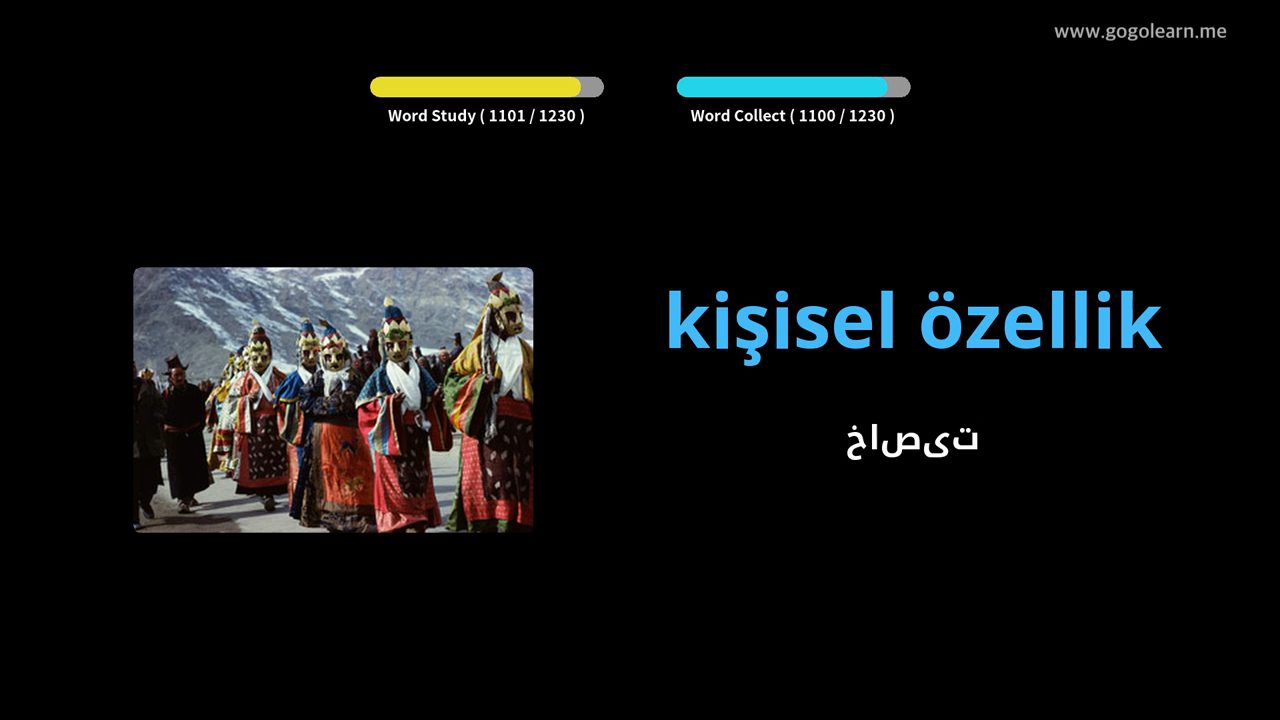 www.gogolearn.me
Word Study ( 1101 / 1230 )
Word Collect ( 1100 / 1230 )
kişisel özellik
خاصیت